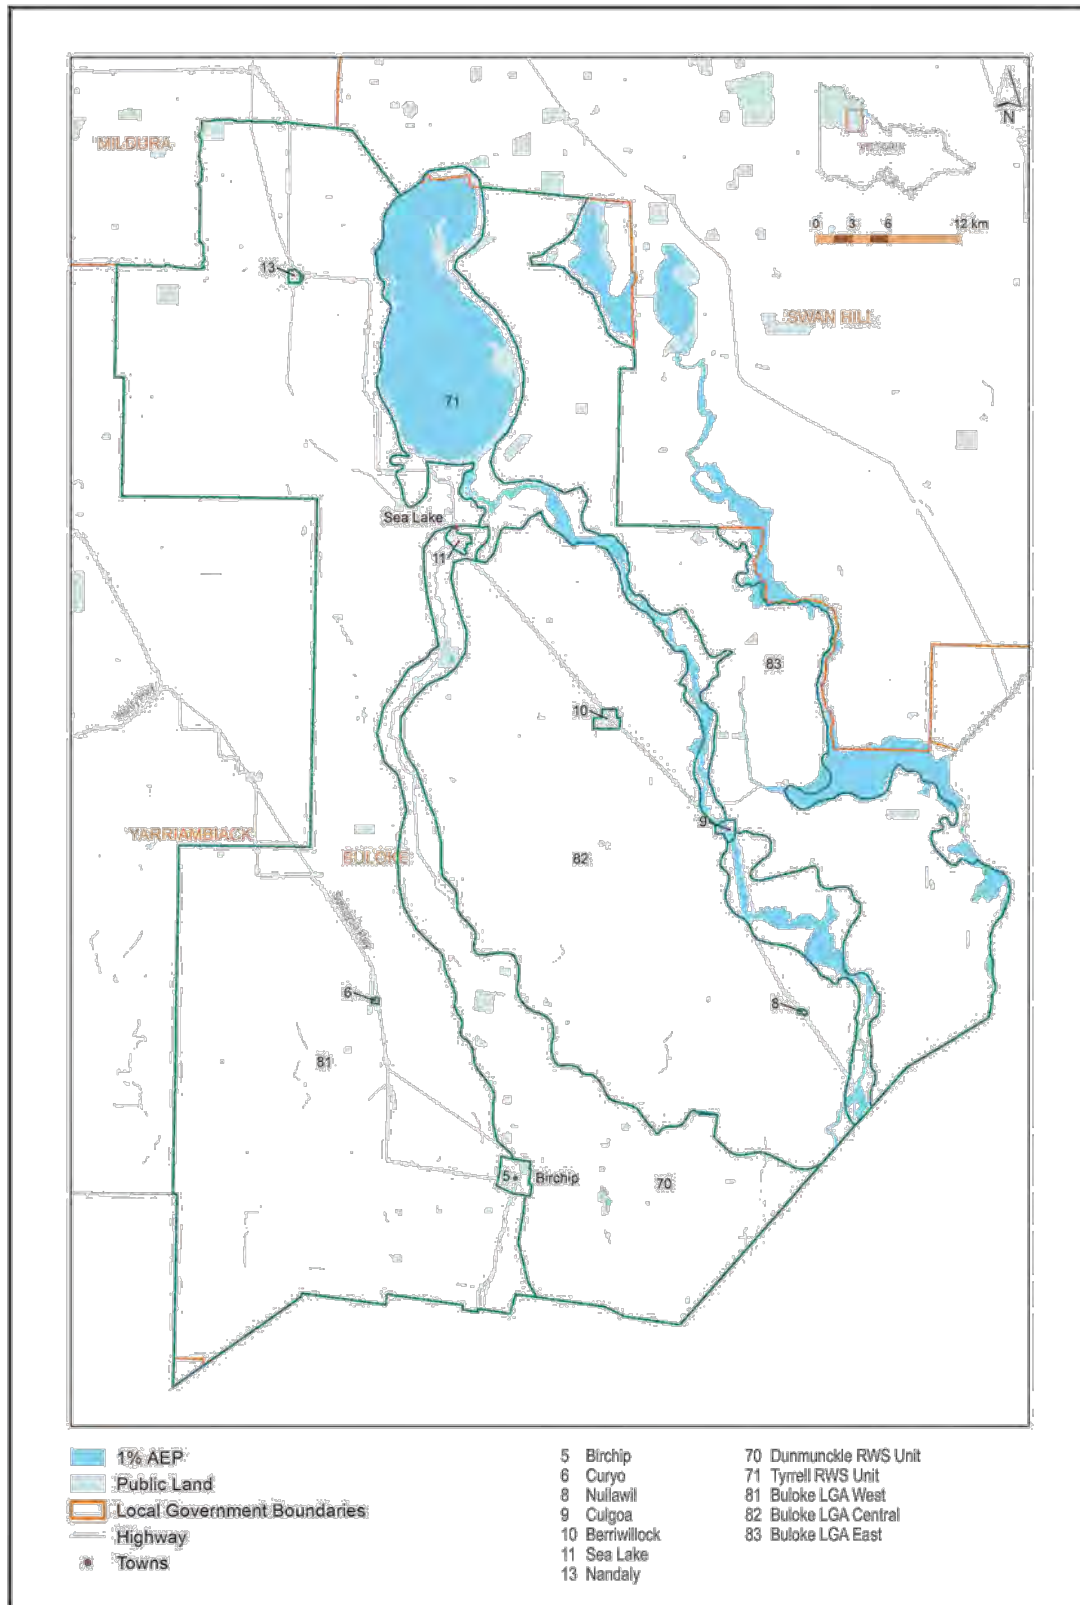 N
MILDURA
VICTORIA
0 3 6 12 km
13
SWAN HILL
71
Sea Lake
11
83
10
9
YARRIAMBIACK
BULOKE
82
6
8
81
5
Birchip
70
1% AEP
Public Land
Local Government Boundaries
Highway
Towns
5 Birchip
6 Curyo
8 Nullawil
9 Culgoa
10 Berriwillock
11 Sea Lake
13 Nandaly
70 Dunmunckle RWS Unit
71 Tyrrell RWS Unit
81 Buloke LGA West
82 Buloke LGA Central
83 Buloke LGA East